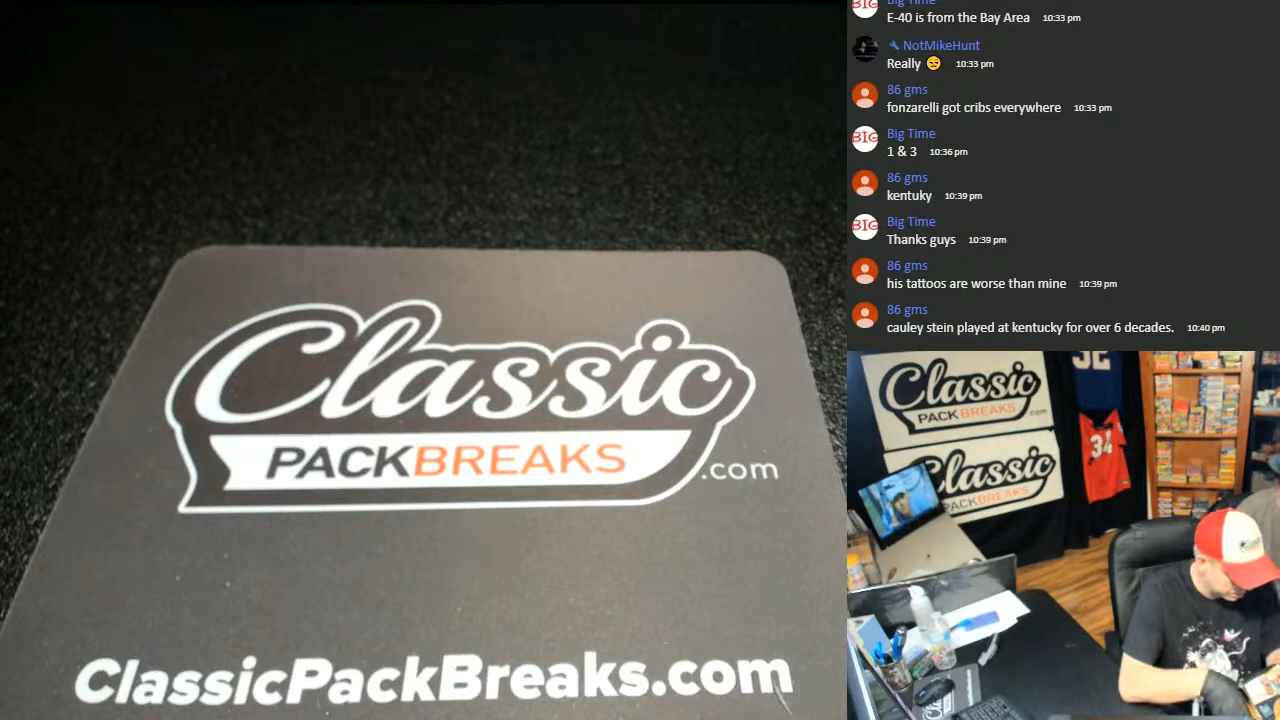 Classic
PACKBREAKS
.com
ClassicPackBreaks.com
Big Time
E-40 is from the Bay Area 10:33 pm
NotMikeHunt
Really 😒 10:33 pm
86 gms
fonzarelli got cribs everywhere 10:33 pm
BIG Big Time
1 & 3 10:36 pm
86 gms
kentuky 10:39 pm
BIG Big Time
Thanks guys 10:39 pm
86 gms
his tattoos are worse than mine 10:39 pm
86 gms
cauley stein played at kentucky for over 6 decades. 10:40 pm
Classic
PACKBREAKS
.com
Classic
PACKBREAKS
34